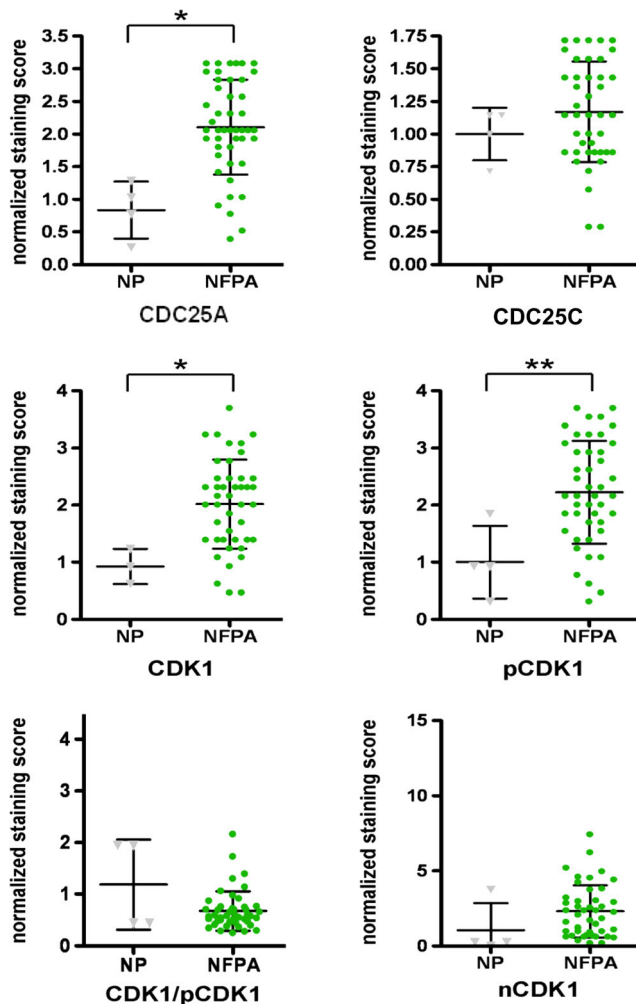 *
normalized staining score
3.5
3.0
2.5
2.0
1.5
1.0
0.5
0.0
NP NFPA
CDC25A
normalized staining score
1.75
1.50
1.25
1.00
0.75
0.50
0.25
0.00
NP NFPA
CDC25C
*
normalized staining score
4
3
2
1
0
NP NFPA
CDK1
**
normalized staining score
4
3
2
1
0
NP NFPA
pCDK1
normalized staining score
4
3
2
1
0
NP NFPA
CDK1/pCDK1
normalized staining score
15
10
5
0
NP NFPA
nCDK1